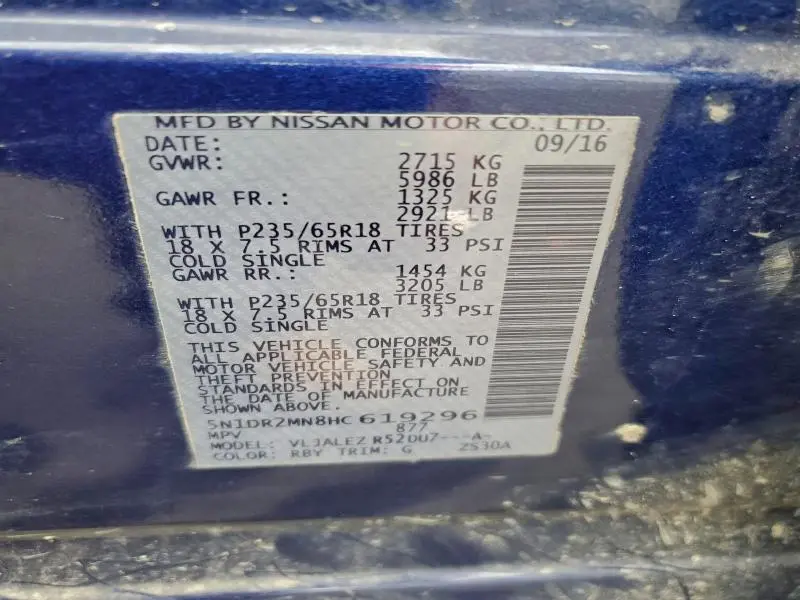 MFD BY NISSAN MOTOR CO., LTD.
DATE: 09/16
GVWR: 2715 KG
5986 LB
GAWR FR.: 1325 KG
2921 LB
WITH P235/65R18 TIRES
18 X 7.5 RIMS AT 33 PSI
COLD SINGLE
GAWR RR.: 1454 KG
3205 LB
WITH P235/65R18 TIRES
18 X 7.5 RIMS AT 33 PSI
COLD SINGLE
THIS VEHICLE CONFORMS TO
ALL APPLICABLE FEDERAL
MOTOR VEHICLE SAFETY AND
THEFT PREVENTION
STANDARDS IN EFFECT ON
THE DATE OF MANUFACTURE
SHOWN ABOVE.
5N1DR2MN8HC 619296
MPV 877
MODEL: VLJALEZ R52DU7---A-
COLOR: RBY TRIM: G ZS30A